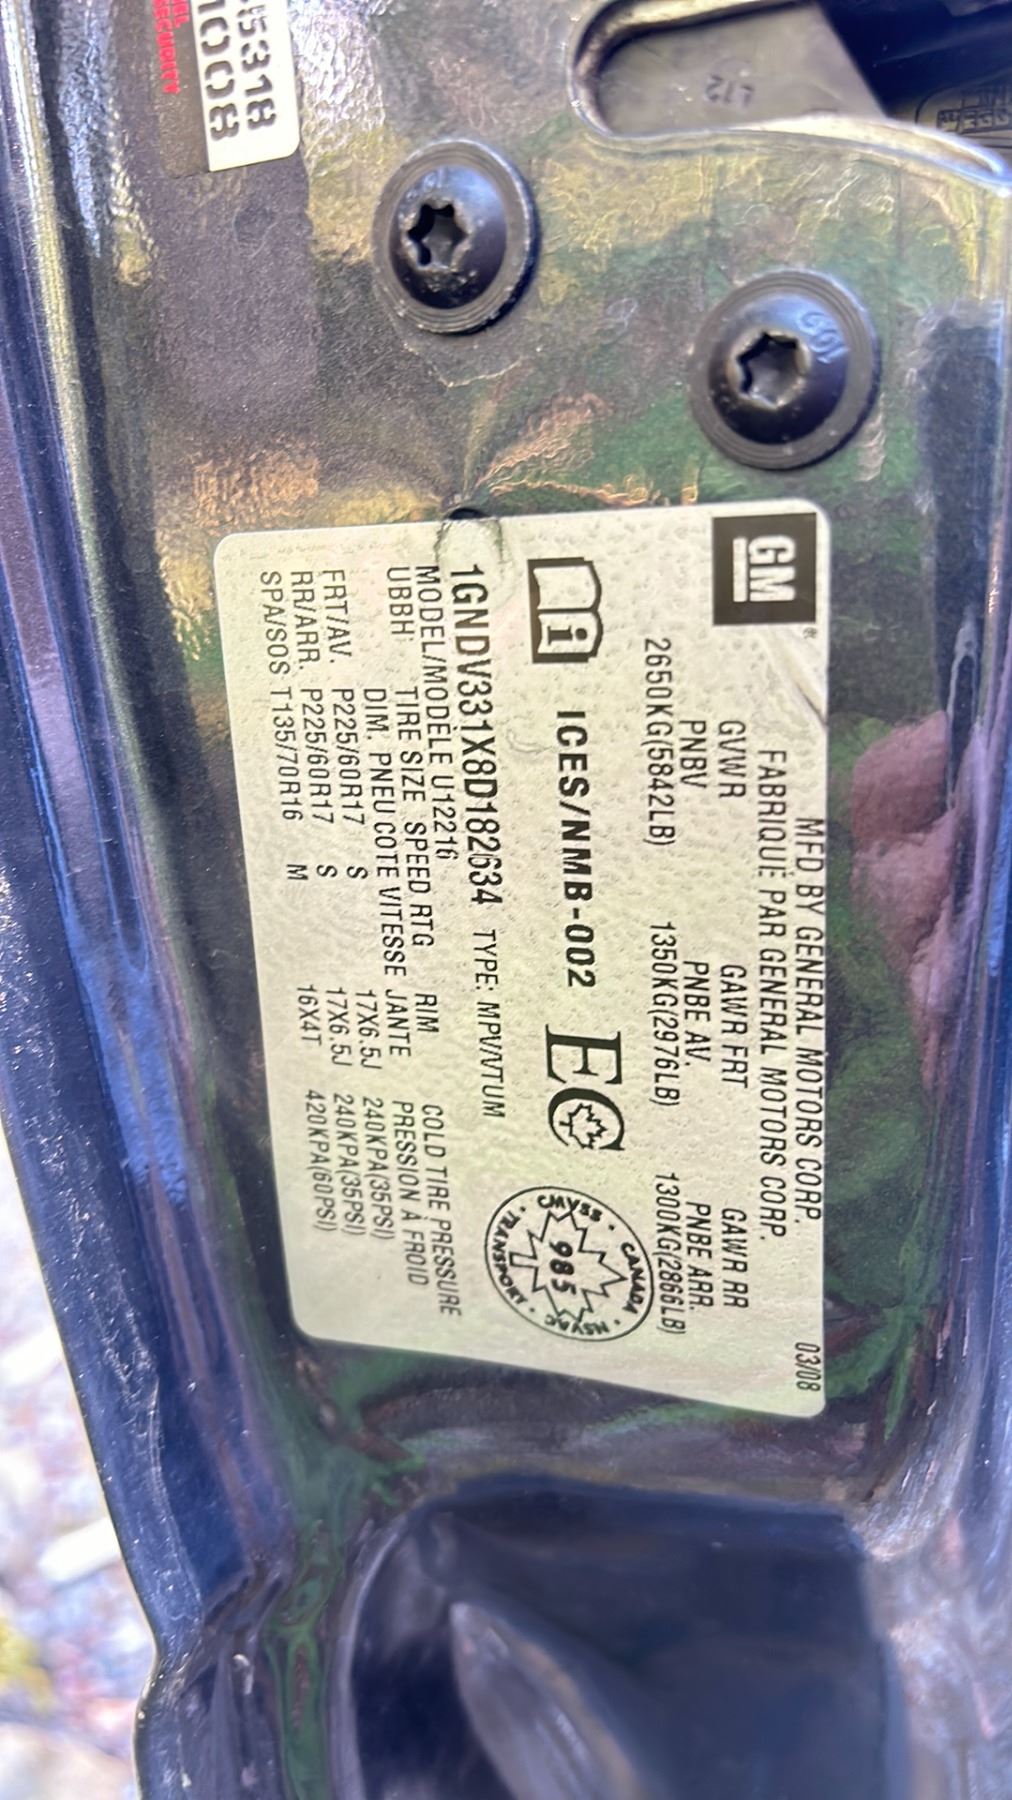 MFD BY GENERAL MOTORS CORP. 03/08
FABRIQUÉ PAR GENERAL MOTORS CORP.
GM
GVWR GAWR FRT GAWR RR
PNBV PNBE AV. PNBE ARR.
2650KG(5842LB) 1350KG(2976LB) 1300KG(2866LB)
i ICES/NMB-002 EC
CANADA
985
TRANSPORT
1GNDV331X8D182634 TYPE: MPV/VTUM
MODEL/MODÈLE U12216
UBBH TIRE SIZE SPEED RTG RIM COLD TIRE PRESSURE
DIM. PNEU COTE VITESSE JANTE PRESSION À FROID
FRT/AV. P225/60R17 S 17X6.5J 240KPA(35PSI)
RR/ARR. P225/60R17 S 17X6.5J 240KPA(35PSI)
SPA/SOS T135/70R16 M 16X4T 420KPA(60PSI)
5318
1008
SECURITY